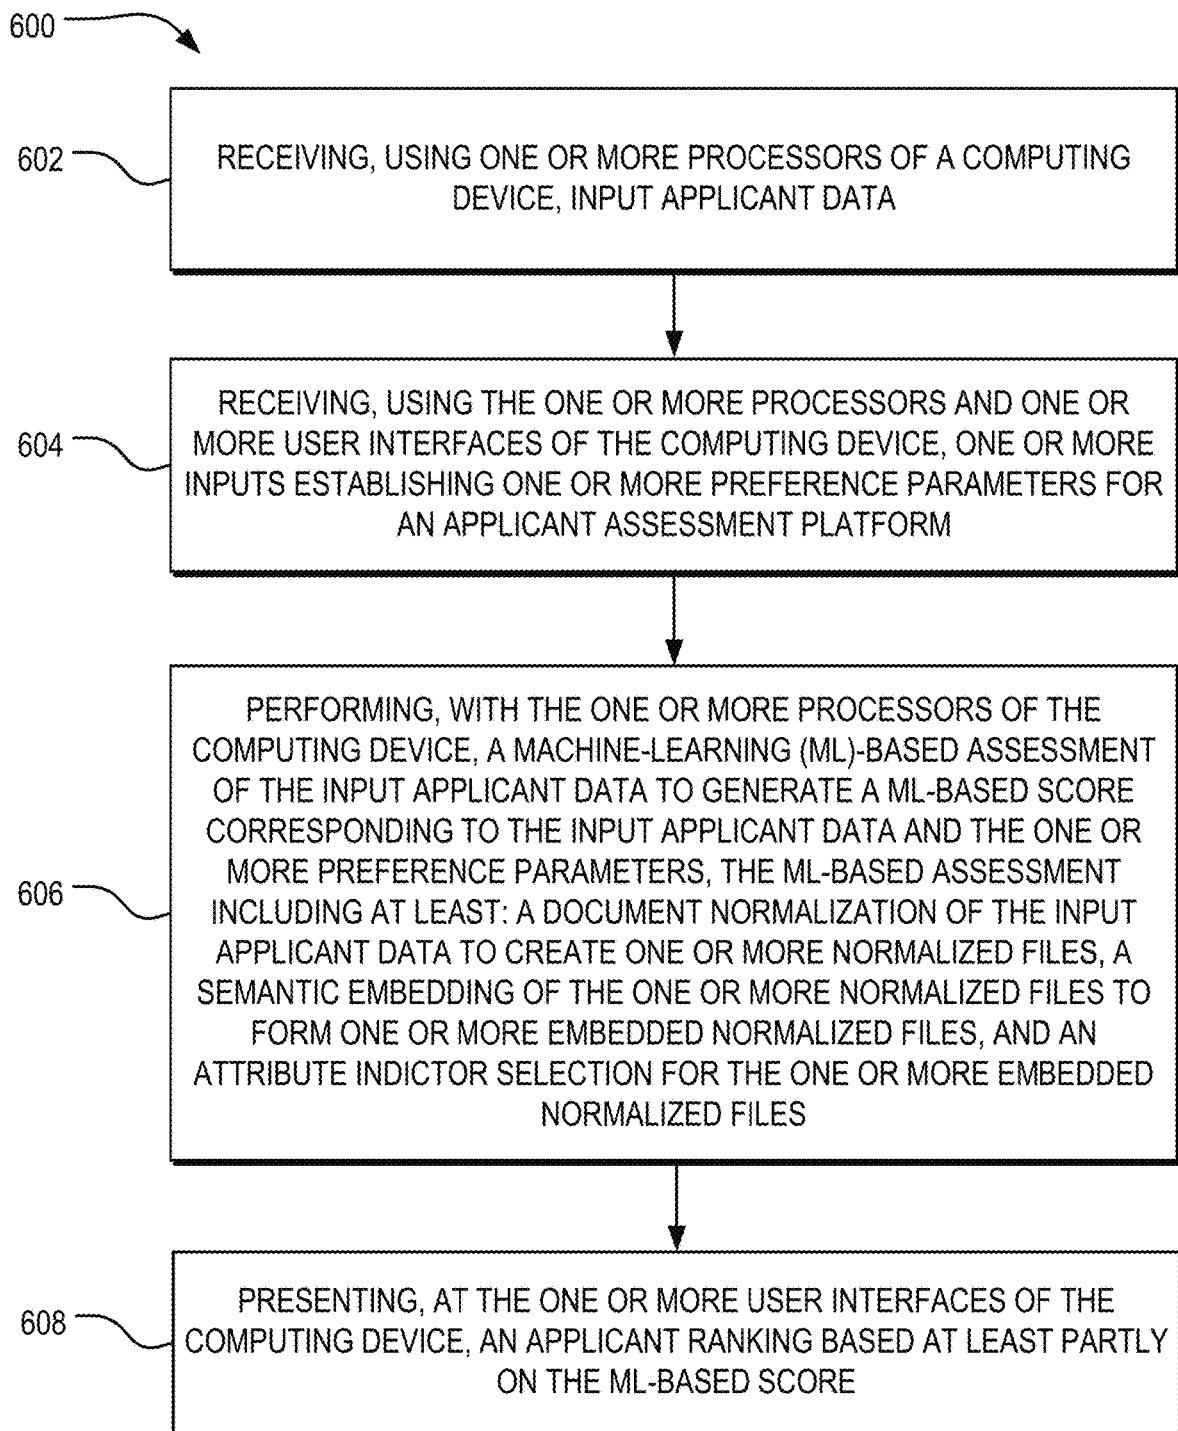 600
602
RECEIVING, USING ONE OR MORE PROCESSORS OF A COMPUTING
DEVICE, INPUT APPLICANT DATA
604
RECEIVING, USING THE ONE OR MORE PROCESSORS AND ONE OR
MORE USER INTERFACES OF THE COMPUTING DEVICE, ONE OR MORE
INPUTS ESTABLISHING ONE OR MORE PREFERENCE PARAMETERS FOR
AN APPLICANT ASSESSMENT PLATFORM
606
PERFORMING, WITH THE ONE OR MORE PROCESSORS OF THE
COMPUTING DEVICE, A MACHINE-LEARNING (ML)-BASED ASSESSMENT
OF THE INPUT APPLICANT DATA TO GENERATE A ML-BASED SCORE
CORRESPONDING TO THE INPUT APPLICANT DATA AND THE ONE OR
MORE PREFERENCE PARAMETERS, THE ML-BASED ASSESSMENT
INCLUDING AT LEAST: A DOCUMENT NORMALIZATION OF THE INPUT
APPLICANT DATA TO CREATE ONE OR MORE NORMALIZED FILES, A
SEMANTIC EMBEDDING OF THE ONE OR MORE NORMALIZED FILES TO
FORM ONE OR MORE EMBEDDED NORMALIZED FILES, AND AN
ATTRIBUTE INDICTOR SELECTION FOR THE ONE OR MORE EMBEDDED
NORMALIZED FILES
608
PRESENTING, AT THE ONE OR MORE USER INTERFACES OF THE
COMPUTING DEVICE, AN APPLICANT RANKING BASED AT LEAST PARTLY
ON THE ML-BASED SCORE